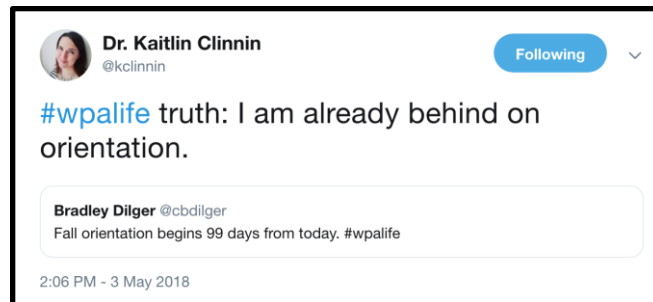 Dr. Kaitlin Clinnin
@kclinnin
Following
#wpalife truth: I am already behind on
orientation.
Bradley Dilger @cbdilger
Fall orientation begins 99 days from today. #wpalife
2:06 PM - 3 May 2018